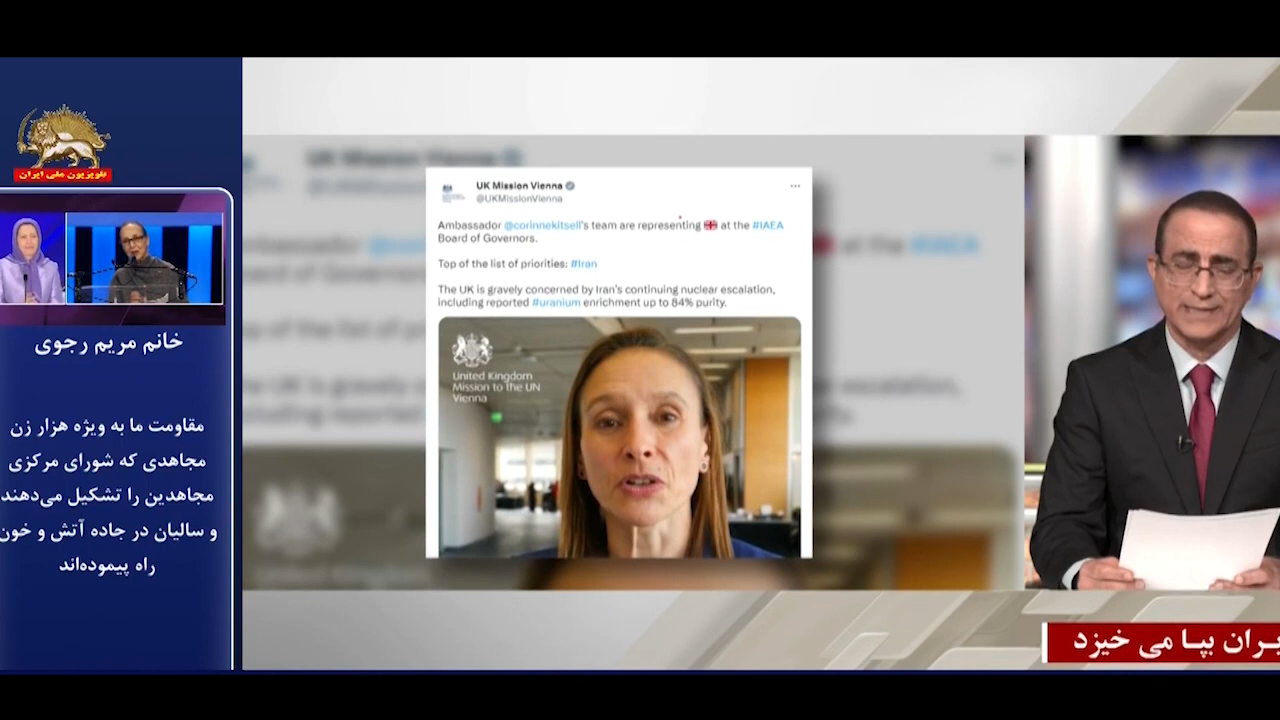 تلویزیون ملی ایران
خانم مریم رجوی
مقاومت ما به ویژه هزار زن
مجاهدی که شورای مرکزی
مجاهدین را تشکیل می‌دهند
و سالیان در جاده آتش و خون
راه پیموده‌اند
UK Mission Vienna
@UKMissionVienna
Ambassador @corinnekitsell's team are representing 🇬🇧 at the #IAEA
Board of Governors.
Top of the list of priorities: #Iran
The UK is gravely concerned by Iran's continuing nuclear escalation,
including reported #uranium enrichment up to 84% purity.
United Kingdom
Mission to the UN
Vienna
یـران بپـا می خیزد